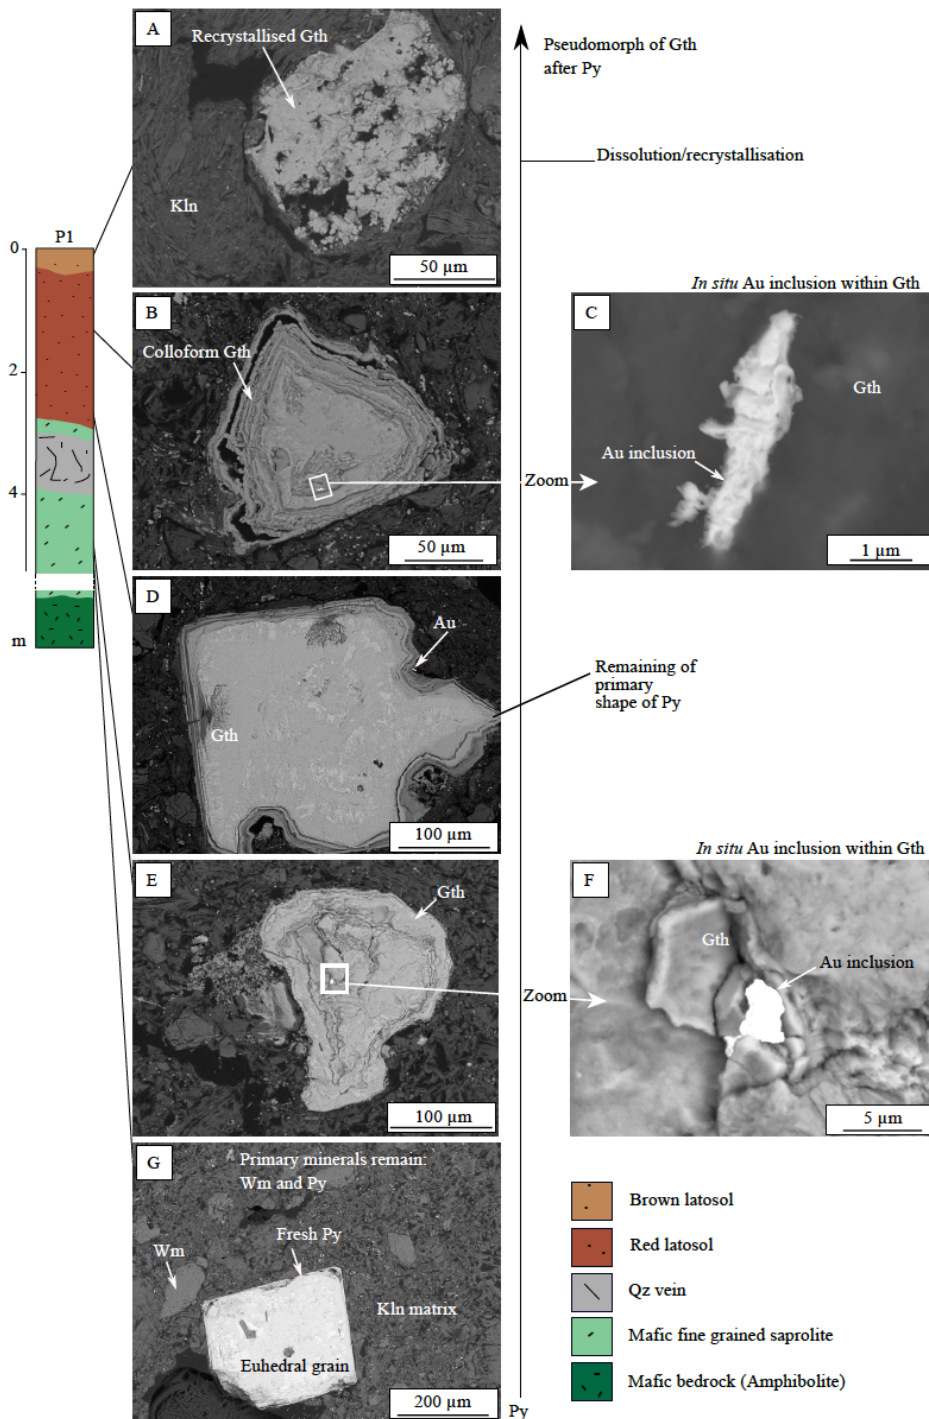 A
Recrystallised Gth
Kln
50 µm
Pseudomorph of Gth
after Py
Dissolution/recrystallisation
P1
0
2
4
m
B
Colloform Gth
50 µm
In situ Au inclusion within Gth
C
Gth
Au inclusion
1 µm
Zoom
D
Au
Gth
100 µm
Remaining of
primary
shape of Py
E
Gth
100 µm
In situ Au inclusion within Gth
F
Gth
Au inclusion
5 µm
Zoom
G
Primary minerals remain:
Wm and Py
Fresh Py
Wm
Kln matrix
Euhedral grain
200 µm
Py
Brown latosol
Red latosol
Qz vein
Mafic fine grained saprolite
Mafic bedrock (Amphibolite)